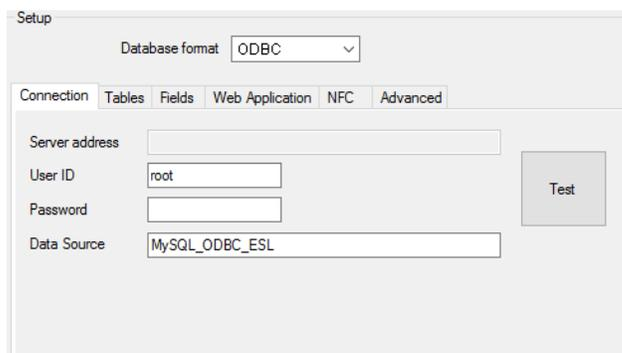 Setup
Database format ODBC
Connection Tables Fields Web Application NFC Advanced
Server address
User ID root
Test
Password
Data Source MySQL_ODBC_ESL